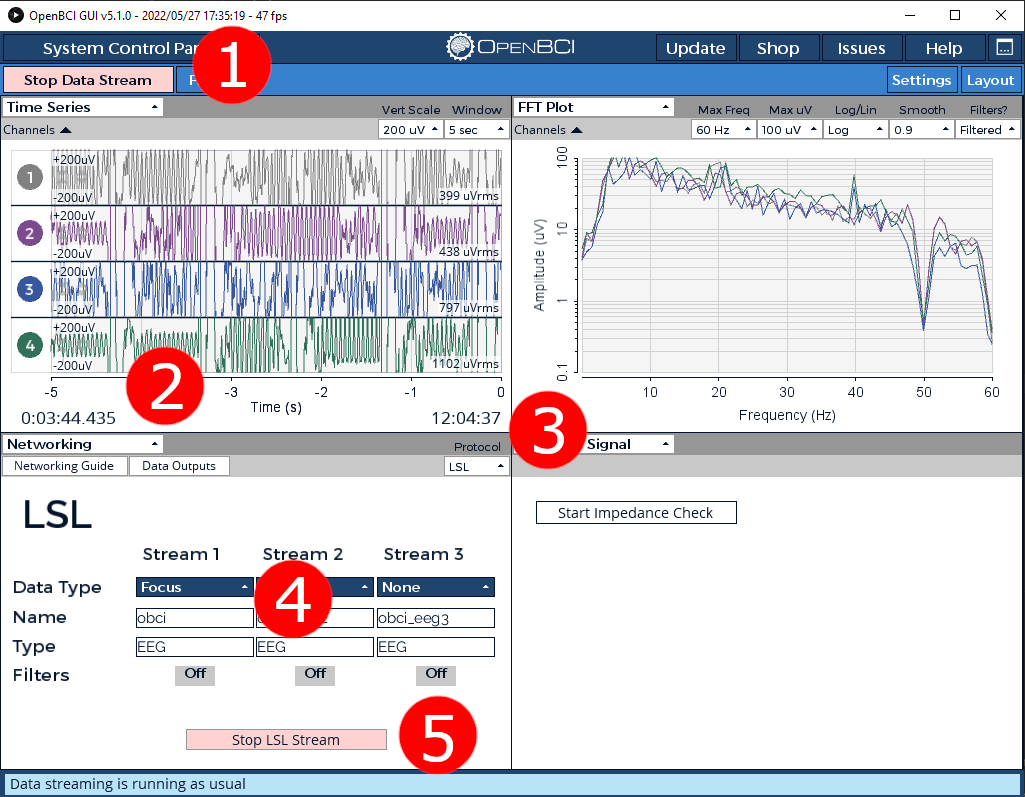 OpenBCI GUI v5.1.0 - 2022/05/27 17:35:19 - 47 fps
System Control Pan
1
OPENBCI
Update
Shop
Issues
Help
Stop Data Stream
Settings
Layout
Time Series
Vert Scale
Window
Channels
200 uV
5 sec
1
+200uV
-200uV
399 uVrms
2
+200uV
-200uV
438 uVrms
3
+200uV
-200uV
797 uVrms
4
+200uV
-200uV
1102 uVrms
-5
-3
-2
-1
0
2
Time (s)
0:03:44.435
12:04:37
FFT Plot
Max Freq
Max uV
Log/Lin
Smooth
Filters?
Channels
60 Hz
100 uV
Log
0.9
Filtered
100
10
1
0.1
Amplitude (uV)
10
20
30
40
50
60
Frequency (Hz)
3
Networking
Protocol
Networking Guide
Data Outputs
LSL
LSL
Stream 1
Stream 2
Stream 3
Data Type
Focus
None
4
Name
obci
obci_eeg3
Type
EEG
EEG
EEG
Filters
Off
Off
Off
Stop LSL Stream
5
Signal
Start Impedance Check
Data streaming is running as usual